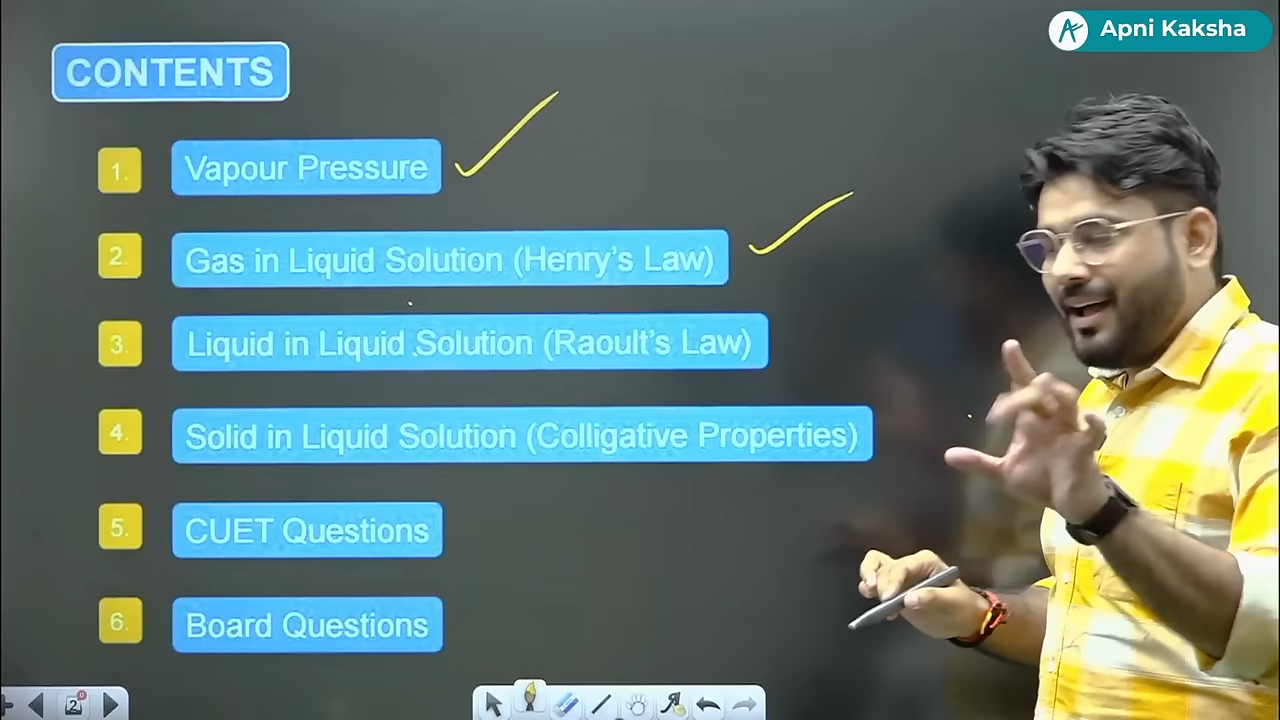 Apni Kaksha
CONTENTS
1. Vapour Pressure
2. Gas in Liquid Solution (Henry's Law)
3. Liquid in Liquid Solution (Raoult's Law)
4. Solid in Liquid Solution (Colligative Properties)
5. CUET Questions
6. Board Questions
2
0